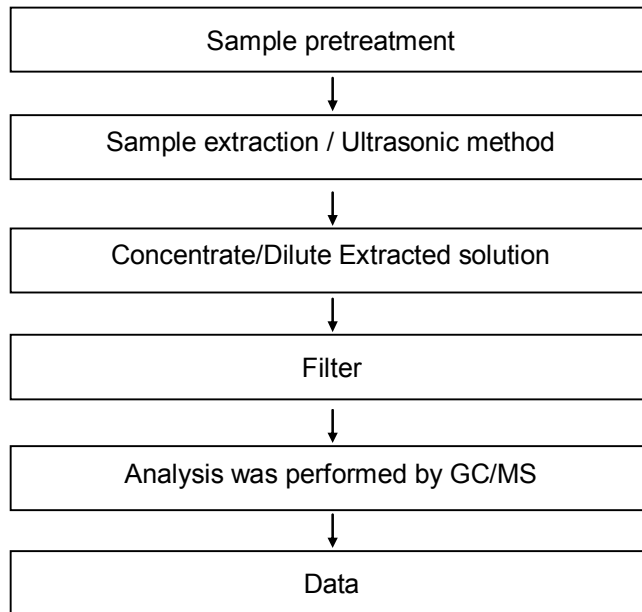 Sample pretreatment
Sample extraction / Ultrasonic method
Concentrate/Dilute Extracted solution
Filter
Analysis was performed by GC/MS
Data